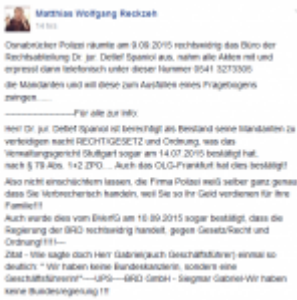 Matthias Wolfgang Reckzeh
14 Std.
Osnabrücker Polizei räumte am 9.09.2015 rechtswidrig das Büro der
Rechtsabteilung Dr. jur. Detlef Spaniol aus, nahm alle Akten mit und
erpresst dann telefonisch unter dieser Nummer 0541 3273305
die Mandanten und will diese zum Ausfüllen eines Fragebogens
zwingen.....
------------------------Für alle zur Info:
Herr Dr. jur. Detlef Spaniol ist berechtigt als Beistand seine Mandanten zu
verteidigen nach! RECHT/GESETZ und Ordnung, was das
Verwaltungsgericht Stuttgart sogar am 14.07.2015 bestätigt hat.
nach § 79 Abs. 1+2 ZPO.... Auch das OLG-Frankfurt hat dies bestätigt!!
Also nicht einschüchtern lassen, die Firma Polizei weiß selber ganz genau
dass Sie Verbrecherisch handeln, weil Sie so ihr Geld verdienen für Ihre
Familie!!!
Auch wurde dies vom BVerfG am 10.09.2015 sogar bestätigt, dass die
Regierung der BRD rechtswidrig handelt, gegen Gesetz/Recht und
Ordnung!!!!!---
Zitat - Wie sagte doch Herr Gabriel(auch Geschäftsführer) einmal so
deutlich: " Wir haben keine Bundeskanzlerin, sondern eine
Geschäftsführerin"----UPS----BRD GmbH - Siegmar Gabriel-Wir haben
keine Bundesregierung !!!!